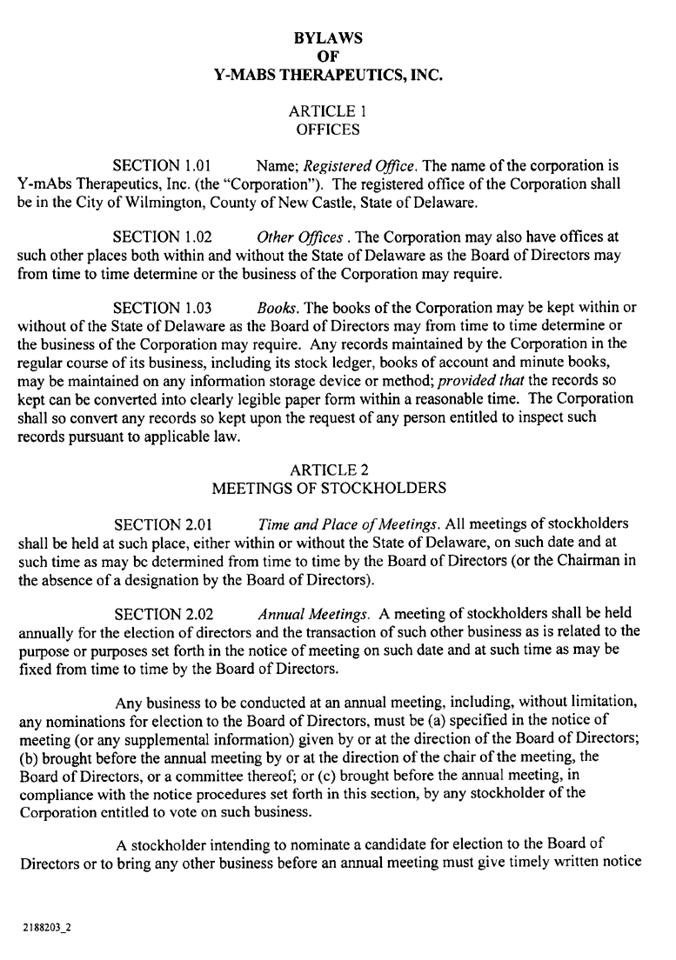 BYLAWS
OF
Y-MABS THERAPEUTICS, INC.
ARTICLE 1
OFFICES
SECTION 1.01 Name; Registered Office. The name of the corporation is
Y-mAbs Therapeutics, Inc. (the “Corporation”). The registered office of the Corporation shall
be in the City of Wilmington, County of New Castle, State of Delaware.
SECTION 1.02 Other Offices . The Corporation may also have offices at
such other places both within and without the State of Delaware as the Board of Directors may
from time to time determine or the business of the Corporation may require.
SECTION 1.03 Books. The books of the Corporation may be kept within or
without of the State of Delaware as the Board of Directors may from time to time determine or
the business of the Corporation may require. Any records maintained by the Corporation in the
regular course of its business, including its stock ledger, books of account and minute books,
may be maintained on any information storage device or method; provided that the records so
kept can be converted into clearly legible paper form within a reasonable time. The Corporation
shall so convert any records so kept upon the request of any person entitled to inspect such
records pursuant to applicable law.
ARTICLE 2
MEETINGS OF STOCKHOLDERS
SECTION 2.01 Time and Place of Meetings. All meetings of stockholders
shall be held at such place, either within or without the State of Delaware, on such date and at
such time as may be determined from time to time by the Board of Directors (or the Chairman in
the absence of a designation by the Board of Directors).
SECTION 2.02 Annual Meetings. A meeting of stockholders shall be held
annually for the election of directors and the transaction of such other business as is related to the
purpose or purposes set forth in the notice of meeting on such date and at such time as may be
fixed from time to time by the Board of Directors.
Any business to be conducted at an annual meeting, including, without limitation,
any nominations for election to the Board of Directors, must be (a) specified in the notice of
meeting (or any supplemental information) given by or at the direction of the Board of Directors;
(b) brought before the annual meeting by or at the direction of the chair of the meeting, the
Board of Directors, or a committee thereof; or (c) brought before the annual meeting, in
compliance with the notice procedures set forth in this section, by any stockholder of the
Corporation entitled to vote on such business.
A stockholder intending to nominate a candidate for election to the Board of
Directors or to bring any other business before an annual meeting must give timely written notice
2188203_2